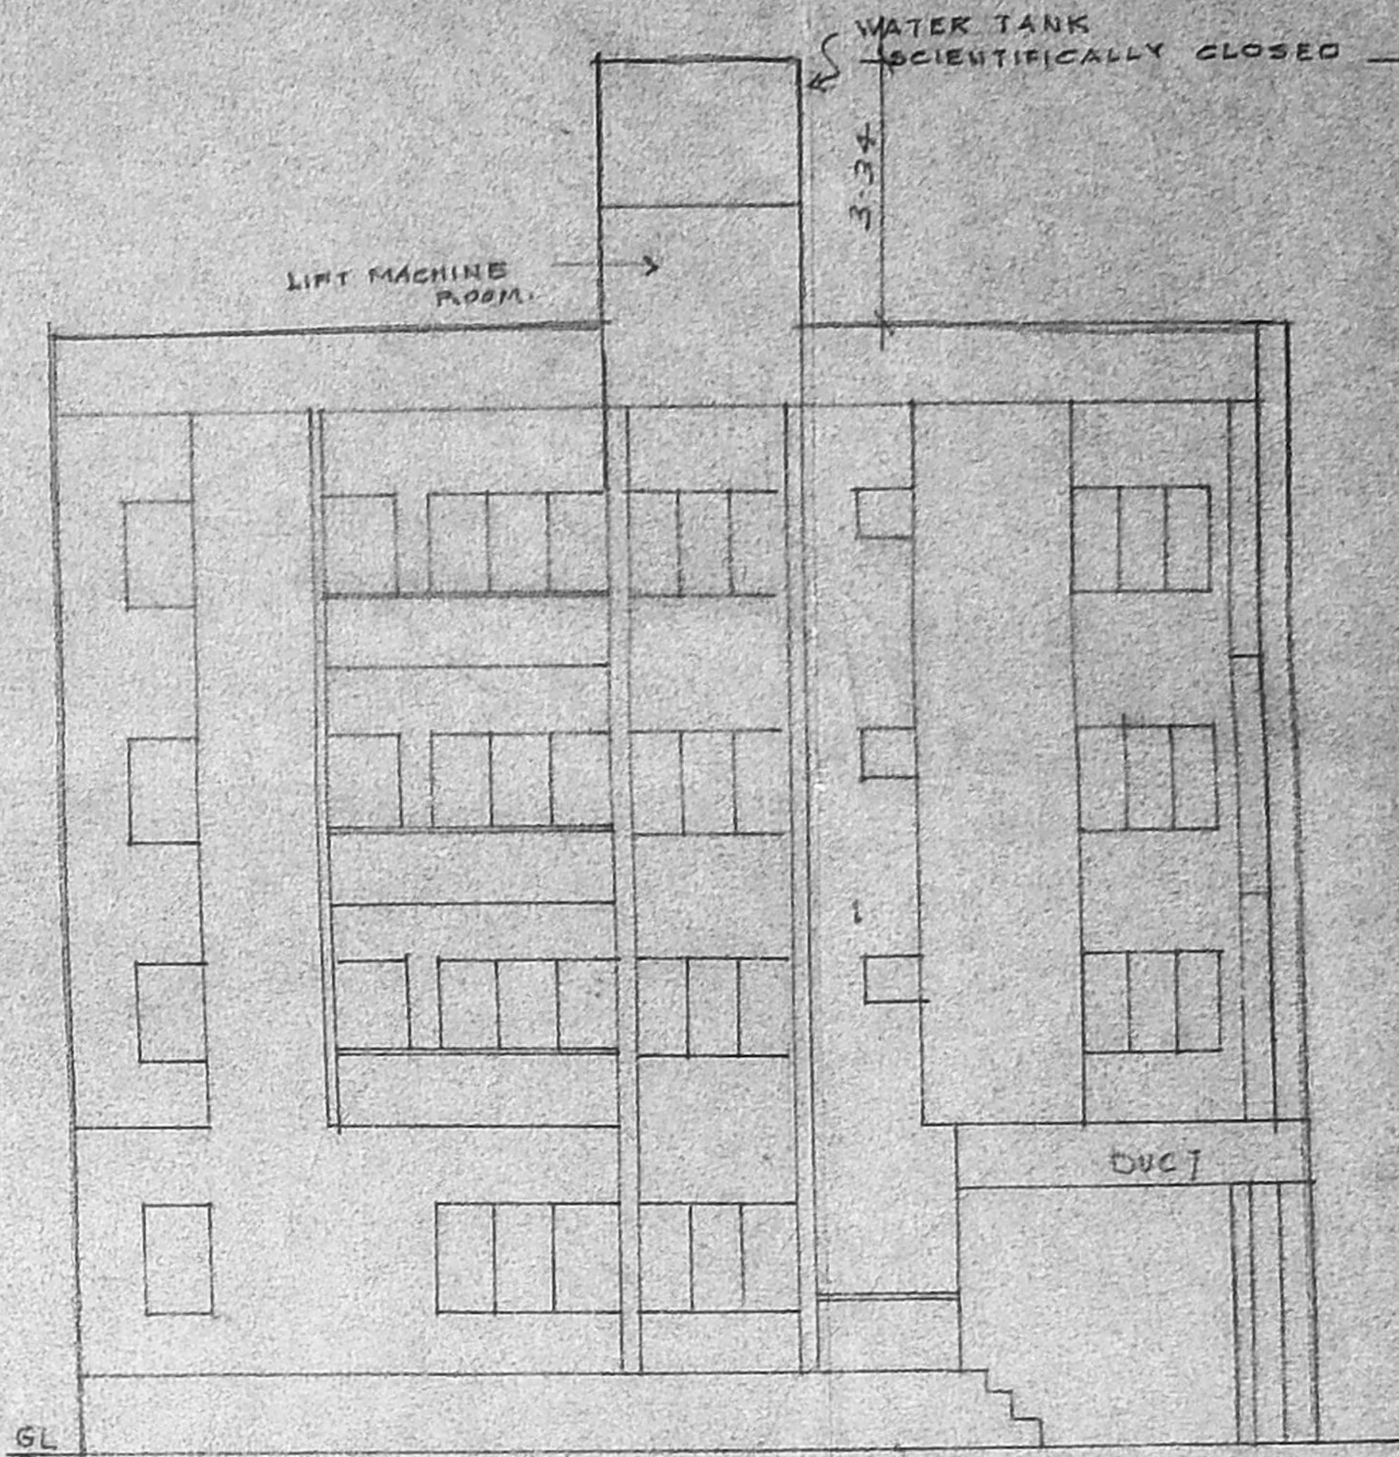 WATER TANK
SCIENTIFICALLY CLOSED
3.34
LIFT MACHINE
ROOM.
DUCT
GL